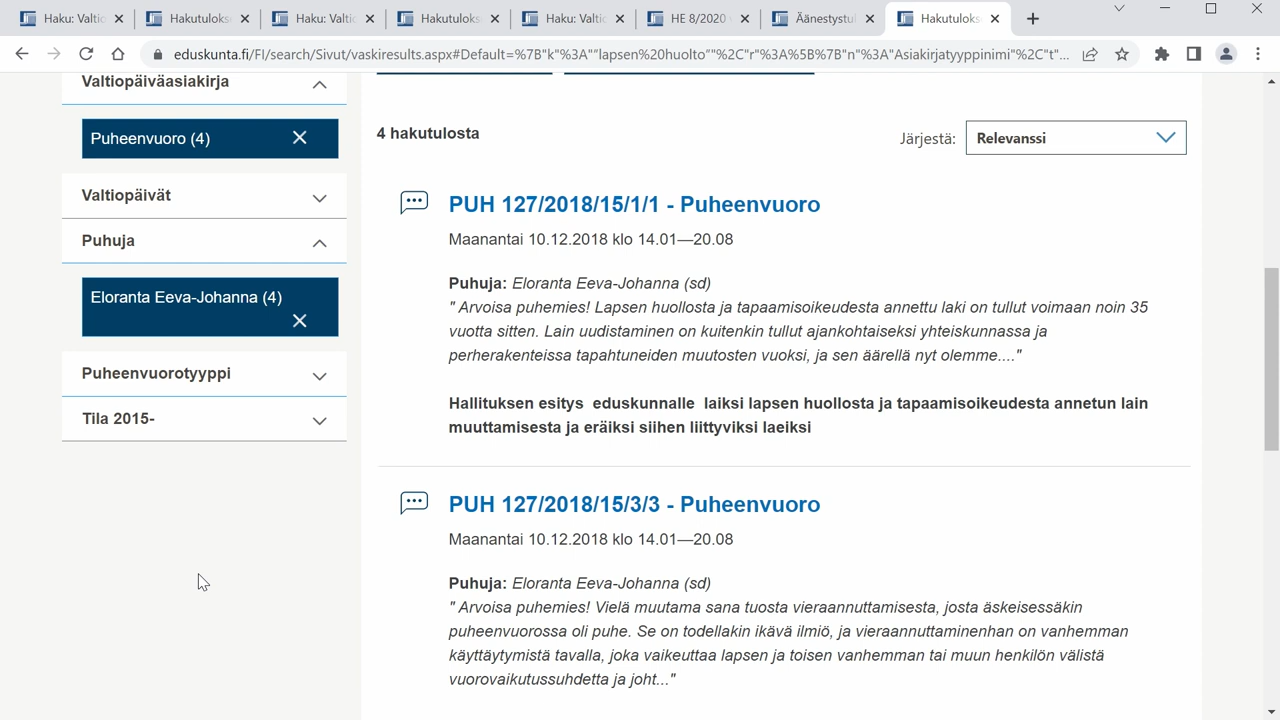 Haku: Valtio
Hakutulokse
Haku: Valtio
Hakutulokse
Haku: Valtio
HE 8/2020 v
Äänestystul
Hakutulokse
eduskunta.fi/FI/search/Sivut/vaskiresults.aspx#Default=%7B"k"%3A""lapsen%20huolto""%2C"r"%3A%5B%7B"n"%3A"Asiakirjatyyppinimi"%2C"t"...
Valtiopäiväasiakirja
Puheenvuoro (4)
Valtiopäivät
Puhuja
Eloranta Eeva-Johanna (4)
Puheenvuorotyyppi
Tila 2015-
4 hakutulosta
Järjestä: Relevanssi
PUH 127/2018/15/1/1 - Puheenvuoro
Maanantai 10.12.2018 klo 14.01—20.08
Puhuja: Eloranta Eeva-Johanna (sd)
" Arvoisa puhemies! Lapsen huollosta ja tapaamisoikeudesta annettu laki on tullut voimaan noin 35
vuotta sitten. Lain uudistaminen on kuitenkin tullut ajankohtaiseksi yhteiskunnassa ja
perherakenteissa tapahtuneiden muutosten vuoksi, ja sen äärellä nyt olemme...."
Hallituksen esitys eduskunnalle laiksi lapsen huollosta ja tapaamisoikeudesta annetun lain
muuttamisesta ja eräiksi siihen liittyviksi laeiksi
PUH 127/2018/15/3/3 - Puheenvuoro
Maanantai 10.12.2018 klo 14.01—20.08
Puhuja: Eloranta Eeva-Johanna (sd)
" Arvoisa puhemies! Vielä muutama sana tuosta vieraannuttamisesta, josta äskeisessäkin
puheenvuorossa oli puhe. Se on todellakin ikävä ilmiö, ja vieraannuttaminenhan on vanhemman
käyttäytymistä tavalla, joka vaikeuttaa lapsen ja toisen vanhemman tai muun henkilön välistä
vuorovaikutussuhdetta ja joht..."